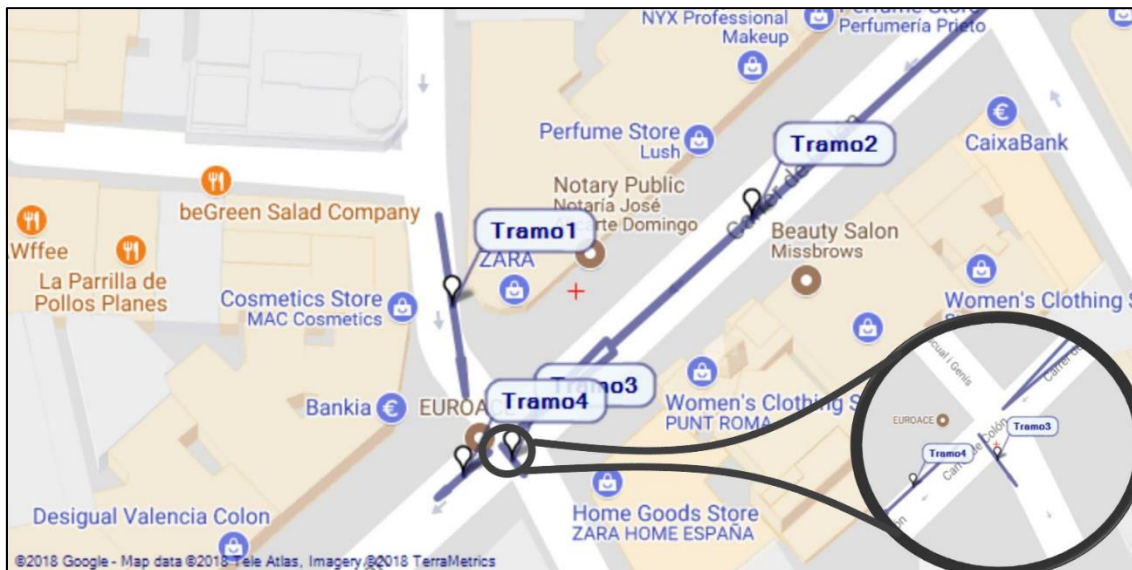 NYX Professional
Makeup
Perfumería Prieto
Perfume Store
Lush
Tramo2
CaixaBank
beGreen Salad Company
Notary Public
Notaría José
Domingo
Tramo1
ZARA
Beauty Salon
Missbrows
La Parrilla de
Pollos Planes
Cosmetics Store
MAC Cosmetics
Women's Clothing S
Bankia
Tramo3
Tramo4
Women's Clothing S
PUNT ROMA
EUROACE
Tramo3
Tramo4
Carrer de Colón
Home Goods Store
ZARA HOME ESPAÑA
Desigual Valencia Colon
©2018 Google - Map data ©2018 Tele Atlas, Imagery ©2018 TerraMetrics